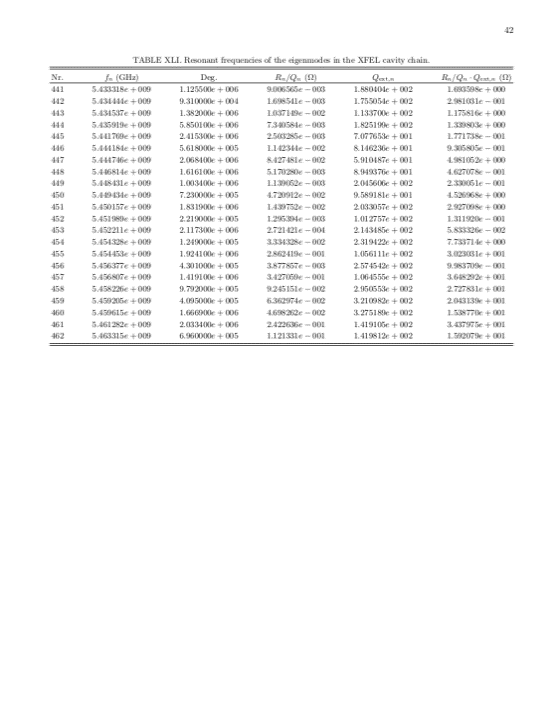 42
TABLE XLI. Resonant frequencies of the eigenmodes in the XFEL cavity chain.
Nr. fₙ (GHz) Deg. Rₙ/Qₙ (Ω) Qext,n Rₙ/Qₙ · Qext,n (Ω)
441 5.433318e + 009 1.125500e + 006 9.006565e − 003 1.880404e + 002 1.693598e + 000
442 5.434444e + 009 9.310000e + 004 1.698541e − 003 1.755054e + 002 2.981031e − 001
443 5.434537e + 009 1.382000e + 006 1.037149e − 002 1.133700e + 002 1.175816e + 000
444 5.435919e + 009 5.850100e + 006 7.340584e − 003 1.825199e + 002 1.339803e + 000
445 5.441769e + 009 2.415300e + 006 2.503285e − 003 7.077653e + 001 1.771738e − 001
446 5.444184e + 009 5.618000e + 005 1.142344e − 002 8.146236e + 001 9.305805e − 001
447 5.444746e + 009 2.068400e + 006 8.427481e − 002 5.910487e + 001 4.981052e + 000
448 5.446814e + 009 1.616100e + 006 5.170280e − 003 8.949376e + 001 4.627078e − 001
449 5.448431e + 009 1.003400e + 006 1.139052e − 003 2.045606e + 002 2.330051e − 001
450 5.449434e + 009 7.230000e + 005 4.720912e − 002 9.589181e + 001 4.526968e + 000
451 5.450157e + 009 1.831900e + 006 1.439752e − 002 2.033057e + 002 2.927098e + 000
452 5.451989e + 009 2.219000e + 005 1.295394e − 003 1.012757e + 002 1.311920e − 001
453 5.452211e + 009 2.117300e + 006 2.721421e − 004 2.143485e + 002 5.833326e − 002
454 5.454328e + 009 1.249000e + 005 3.334328e − 002 2.319422e + 002 7.733714e + 000
455 5.454453e + 009 1.924100e + 006 2.862419e − 001 1.056111e + 002 3.023031e + 001
456 5.456377e + 009 4.301000e + 005 3.877857e − 003 2.574542e + 002 9.983709e − 001
457 5.456807e + 009 1.419100e + 006 3.427059e − 001 1.064555e + 002 3.648292e + 001
458 5.458226e + 009 9.792000e + 005 9.245151e − 002 2.950553e + 002 2.727831e + 001
459 5.459205e + 009 4.095000e + 005 6.362974e − 002 3.210982e + 002 2.043139e + 001
460 5.459615e + 009 1.666900e + 006 4.698262e − 002 3.275189e + 002 1.538770e + 001
461 5.461282e + 009 2.033400e + 006 2.422636e − 001 1.419105e + 002 3.437975e + 001
462 5.463315e + 009 6.960000e + 005 1.121331e − 001 1.419812e + 002 1.592079e + 001